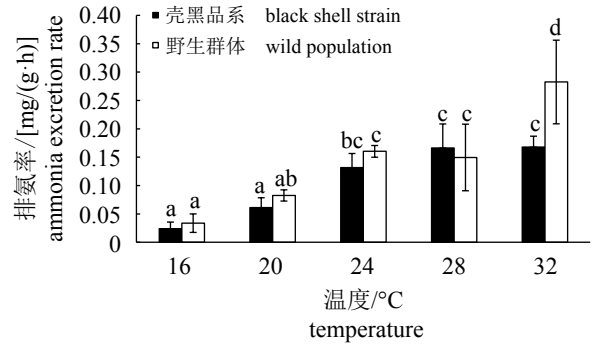 排氨率/[mg/(g·h)]
ammonia excretion rate
0.40
0.35
0.30
0.25
0.20
0.15
0.10
0.05
0
壳黑品系 black shell strain
野生群体 wild population
a a
a ab
bc c
c c
c d
16 20 24 28 32
温度/°C
temperature